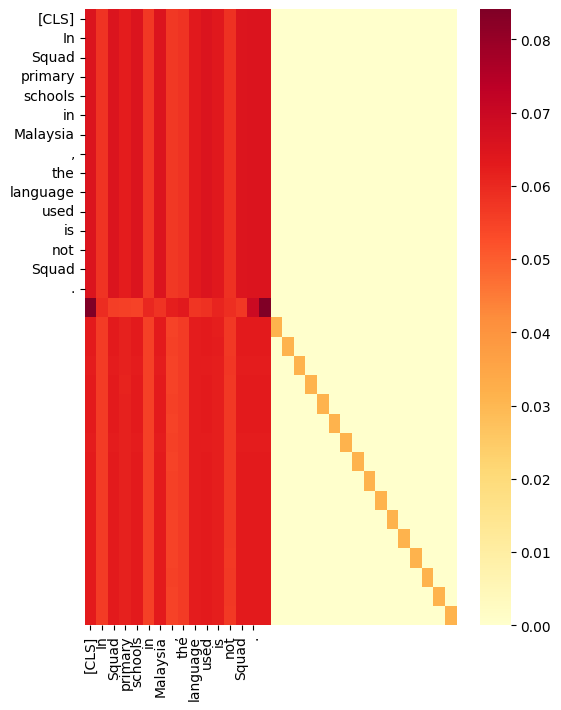 [CLS]
In
Squad
primary
schools
in
Malaysia
,
the
language
used
is
not
Squad
.
0.08
0.07
0.06
0.05
0.04
0.03
0.02
0.01
0.00
[CLS]
In
Squad
primary
schools
in
Malaysia
,
the
language
used
is
not
Squad
.